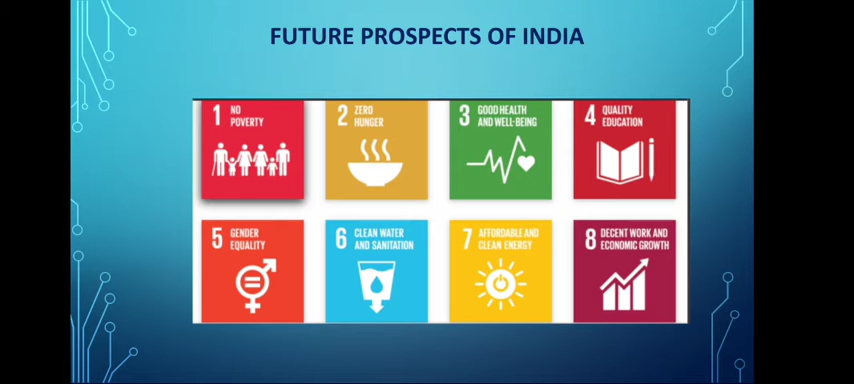 FUTURE PROSPECTS OF INDIA
1 NO
POVERTY
2 ZERO
HUNGER
3 GOOD HEALTH
AND WELL-BEING
4 QUALITY
EDUCATION
5 GENDER
EQUALITY
6 CLEAN WATER
AND SANITATION
7 AFFORDABLE AND
CLEAN ENERGY
8 DECENT WORK AND
ECONOMIC GROWTH